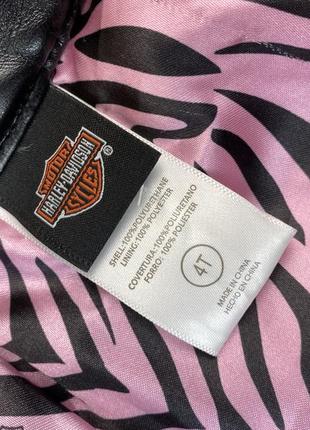 MOTOR
HARLEY-DAVIDSON
CYCLES
®
SHELL:100%POLYURETHANE
LINING:100% POLYESTER
COVERTURA:100%POLIURETANO
FORRO: 100% POLIESTER
4T
MADE IN CHINA
HECHO EN CHINA